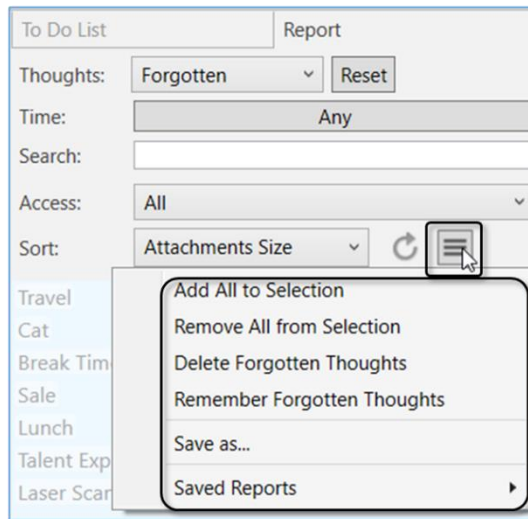 To Do List Report
Thoughts: Forgotten Reset
Time: Any
Search:
Access: All
Sort: Attachments Size
Travel
Cat
Break Tim
Sale
Lunch
Talent Exp
Laser Scar
Add All to Selection
Remove All from Selection
Delete Forgotten Thoughts
Remember Forgotten Thoughts
Save as...
Saved Reports